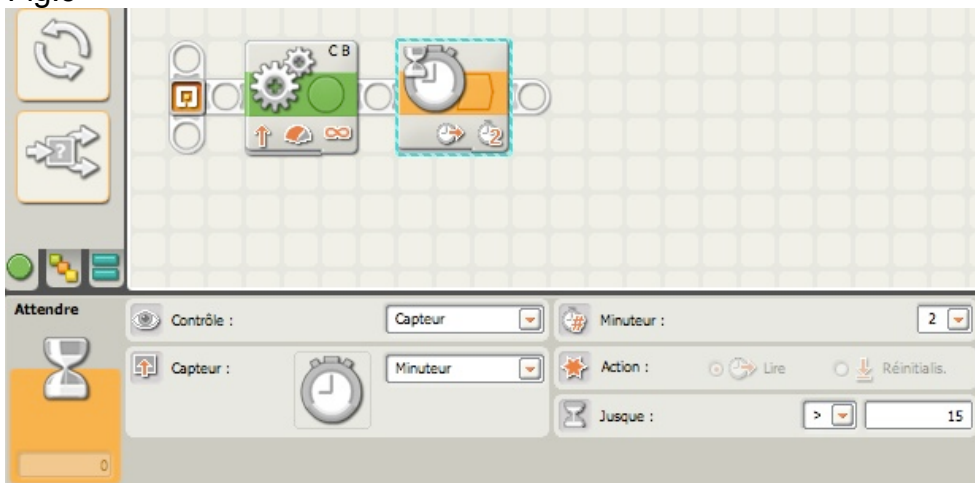 C B
2
Attendre
0
Contrôle :
Capteur
Capteur :
Minuteur
Minuteur :
2
Action :
Lire
Réinitialis.
Jusque :
>
15